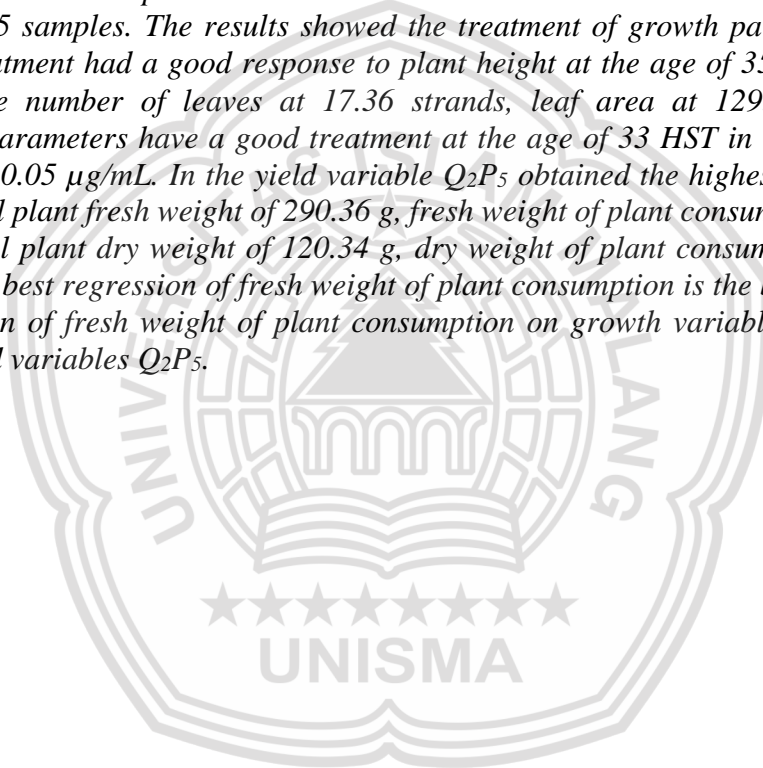 5 samples. The results showed the treatment of growth pa
atment had a good response to plant height at the age of 35
e number of leaves at 17.36 strands, leaf area at 129
arameters have a good treatment at the age of 33 HST in
0.05 µg/mL. In the yield variable Q2P5 obtained the highes
l plant fresh weight of 290.36 g, fresh weight of plant consum
l plant dry weight of 120.34 g, dry weight of plant consum
best regression of fresh weight of plant consumption is the
n of fresh weight of plant consumption on growth variabl
l variables Q2P5.
UNIVERSITAS ISLAM MALANG
UNISMA